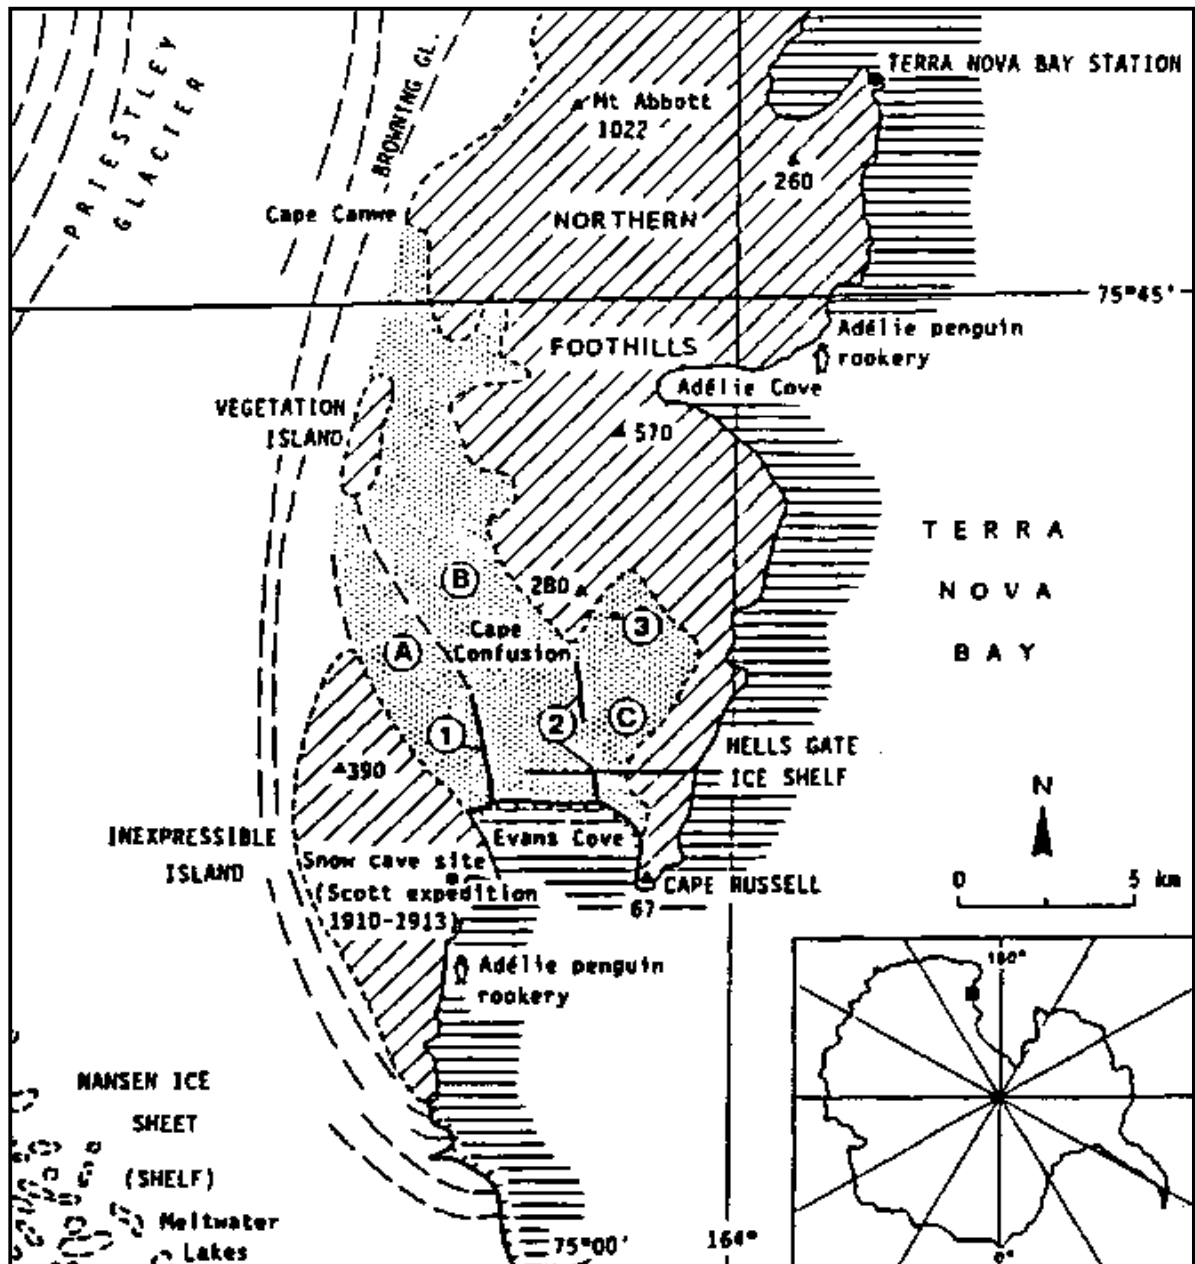 PRIESTLEY
GLACIER
BROWNING GL.
TERRA NOVA BAY STATION
Mt Abbott
1022
260
Cape Canwe
NORTHERN
75°45'
FOOTHILLS
Adélie penguin
rookery
Adélie Cove
VEGETATION
ISLAND
570
TERRA
NOVA
BAY
B
280
3
Cape
Confusion
A
1
2
C
390
HELLS GATE
ICE SHELF
N
Evans Cove
INEXPRESSIBLE
ISLAND
Snow cave site
(Scott expedition
1910-1913)
CAPE RUSSELL
67
0 5 km
Adélie penguin
rookery
180°
NANSEN ICE
SHEET
(SHELF)
Meltwater
Lakes
75°00'
164°
0°